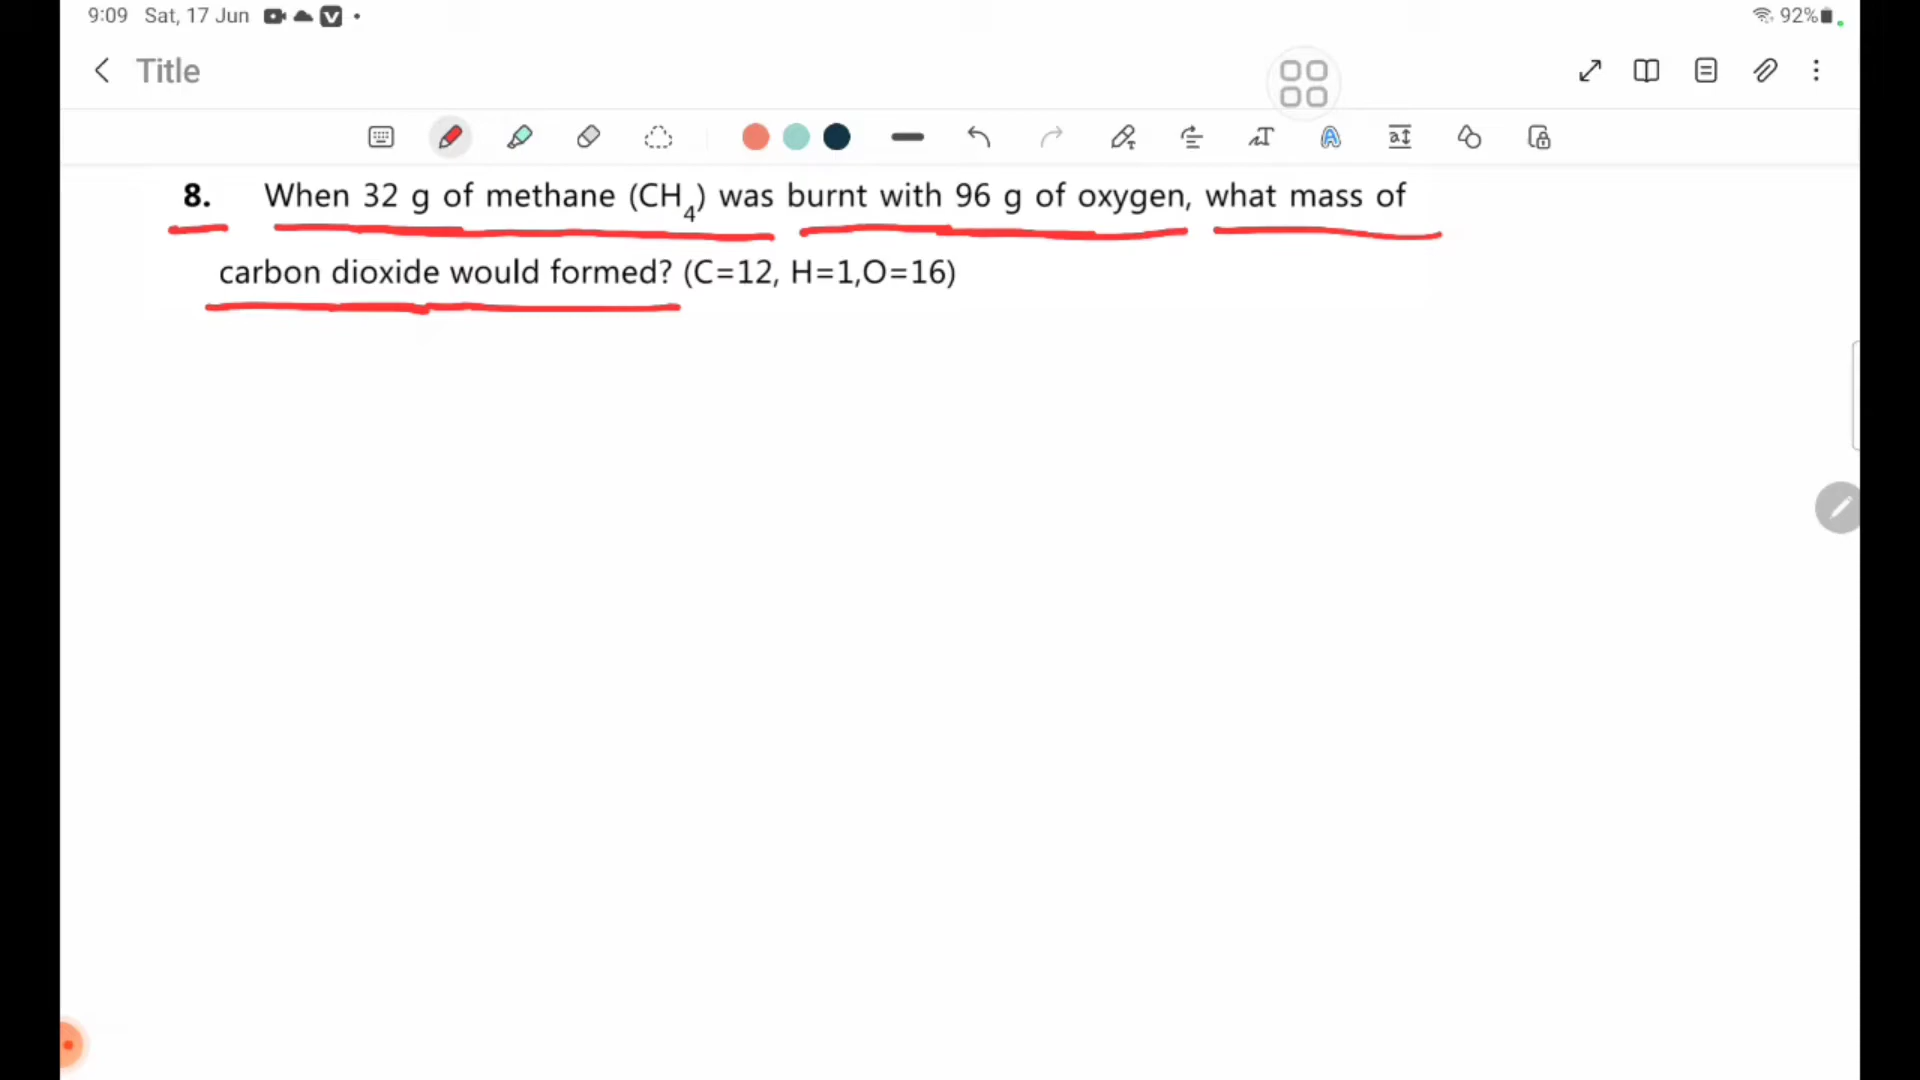 9:09 Sat, 17 Jun
92%
Title
8. When 32 g of methane (CH₄) was burnt with 96 g of oxygen, what mass of
carbon dioxide would formed? (C=12, H=1,O=16)